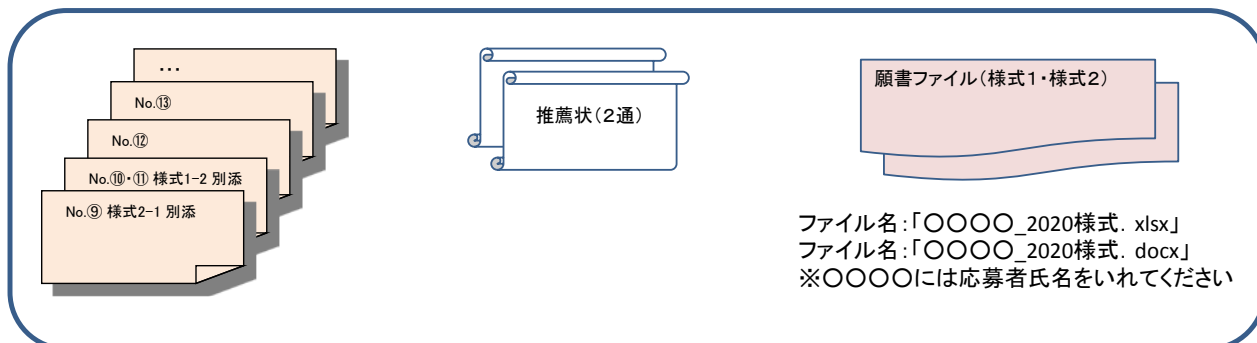 ...
No.⑬
No.⑫
No.⑩・⑪ 様式1-2 別添
No.⑨ 様式2-1 別添
推薦状(2通)
願書ファイル(様式1・様式2)
ファイル名:「〇〇〇〇_2020様式. xlsx」
ファイル名:「〇〇〇〇_2020様式. docx」
※〇〇〇〇には応募者氏名をいれてください